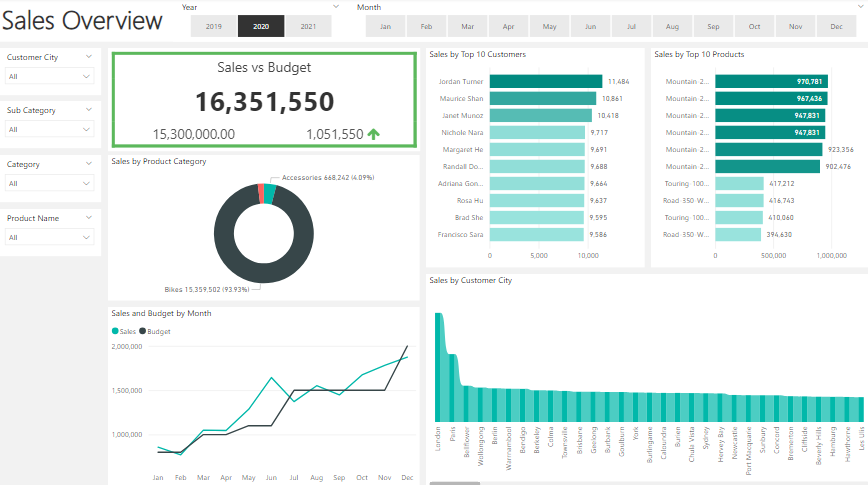 Sales Overview
Year
2019
2020
2021
Month
Jan
Feb
Mar
Apr
May
Jun
Jul
Aug
Sep
Oct
Nov
Dec
Customer City
All
Sub Category
All
Category
All
Product Name
All
Sales vs Budget
16,351,550
15,300,000.00
1,051,550
Sales by Product Category
Accessories 668,242 (4.09%)
Bikes 15,359,502 (93.93%)
Sales and Budget by Month
Sales
Budget
2,000,000
1,500,000
1,000,000
Jan
Feb
Mar
Apr
May
Jun
Jul
Aug
Sep
Oct
Nov
Dec
Sales by Top 10 Customers
Jordan Turner 11,484
Maurice Shan 10,861
Janet Munoz 10,418
Nichole Nara 9,717
Margaret He 9,691
Randall Do... 9,688
Adriana Gon... 9,664
Rosa Hu 9,637
Brad She 9,595
Francisco Sara 9,586
0
5,000
10,000
Sales by Top 10 Products
Mountain-2... 970,781
Mountain-2... 967,436
Mountain-2... 947,831
Mountain-2... 947,831
Mountain-2... 923,356
Mountain-2... 902,476
Touring-100... 417,212
Road-350-W... 416,743
Touring-100... 410,060
Road-350-W... 394,630
0
500,000
1,000,000
Sales by Customer City
London
Paris
Bellflower
Wollongong
Berlin
Warrnambool
Bendigo
Berkeley
Colma
Townsville
Brisbane
Geelong
Burbank
Goulburn
York
Burlingame
Caloundra
Burien
Chula Vista
Sydney
Hervey Bay
Newcastle
Port Macquarie
Sunbury
Concord
Bremerton
Cliffside
Beverly Hills
Hamburg
Hawthorne
Les Ulis